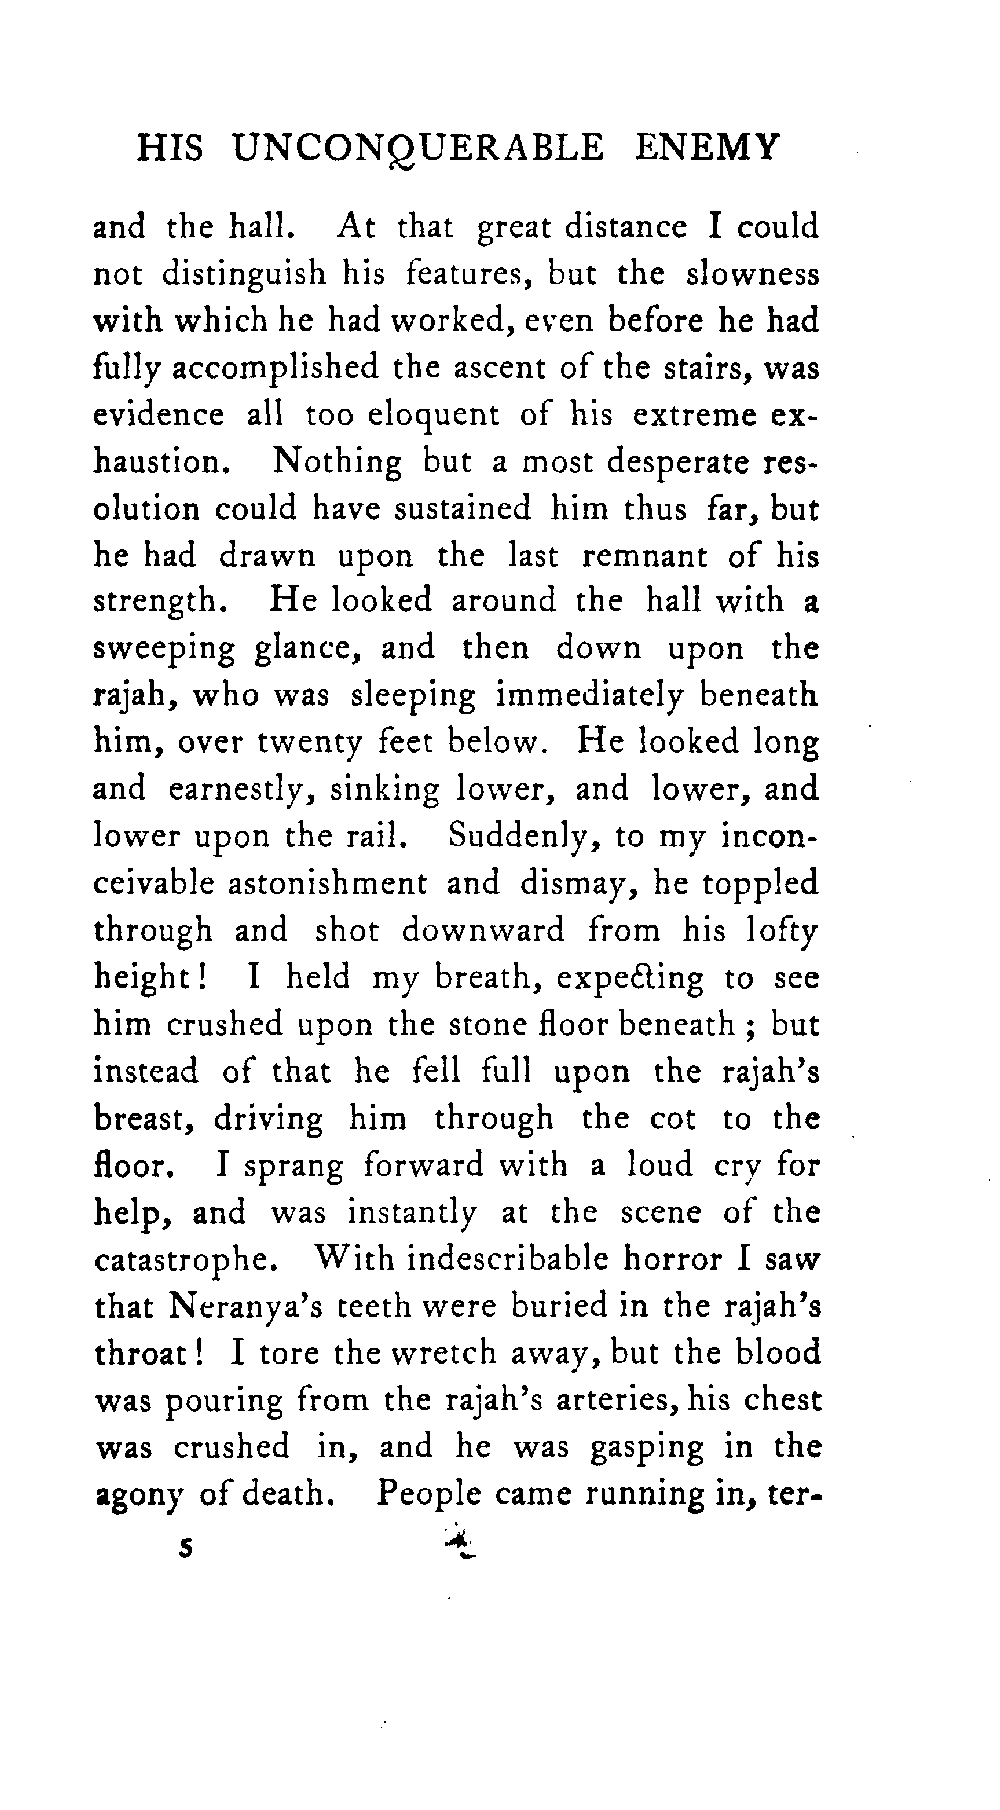 HIS UNCONQUERABLE ENEMY
and the hall. At that great distance I could
not distinguish his features, but the slowness
with which he had worked, even before he had
fully accomplished the ascent of the stairs, was
evidence all too eloquent of his extreme ex-
haustion. Nothing but a most desperate res-
olution could have sustained him thus far, but
he had drawn upon the last remnant of his
strength. He looked around the hall with a
sweeping glance, and then down upon the
rajah, who was sleeping immediately beneath
him, over twenty feet below. He looked long
and earnestly, sinking lower, and lower, and
lower upon the rail. Suddenly, to my incon-
ceivable astonishment and dismay, he toppled
through and shot downward from his lofty
height! I held my breath, expecting to see
him crushed upon the stone floor beneath; but
instead of that he fell full upon the rajah's
breast, driving him through the cot to the
floor. I sprang forward with a loud cry for
help, and was instantly at the scene of the
catastrophe. With indescribable horror I saw
that Neranya's teeth were buried in the rajah's
throat! I tore the wretch away, but the blood
was pouring from the rajah's arteries, his chest
was crushed in, and he was gasping in the
agony of death. People came running in, ter-
5